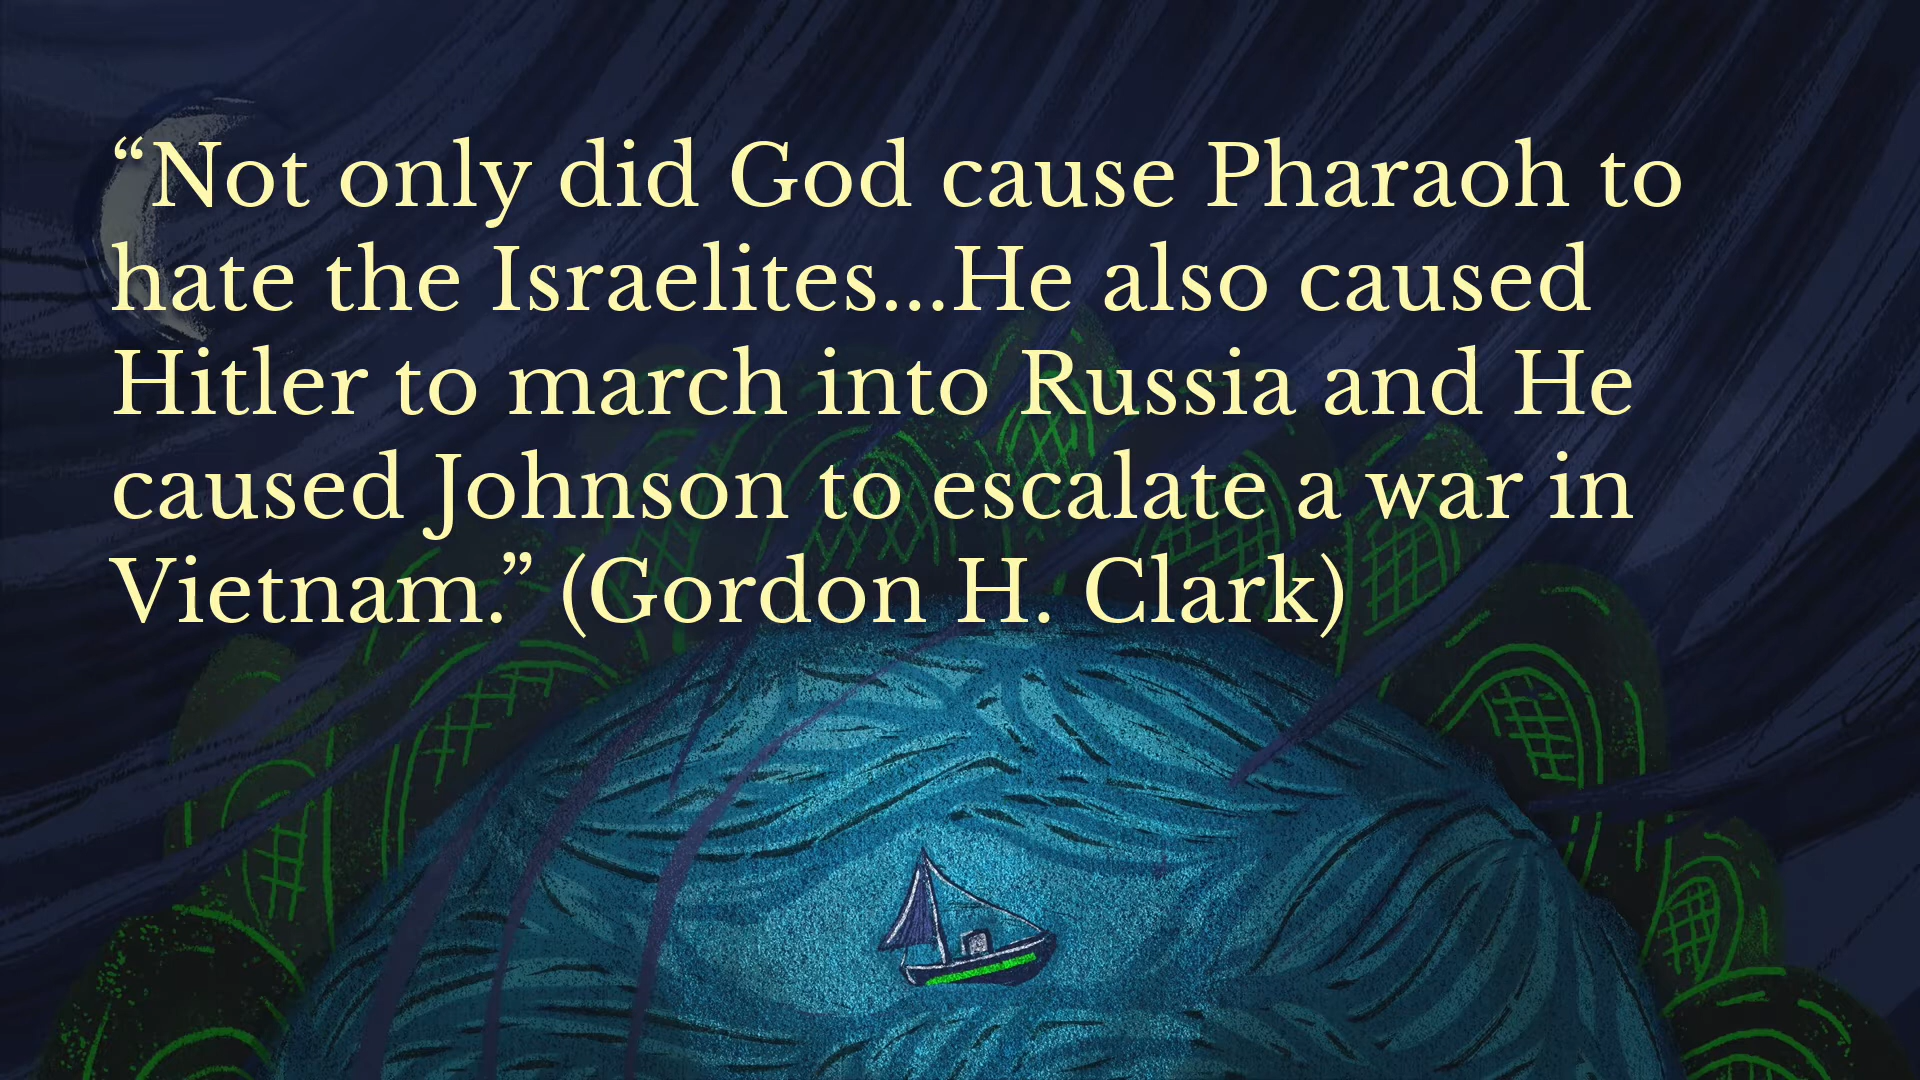 “Not only did God cause Pharaoh to
hate the Israelites...He also caused
Hitler to march into Russia and He
caused Johnson to escalate a war in
Vietnam.” (Gordon H. Clark)